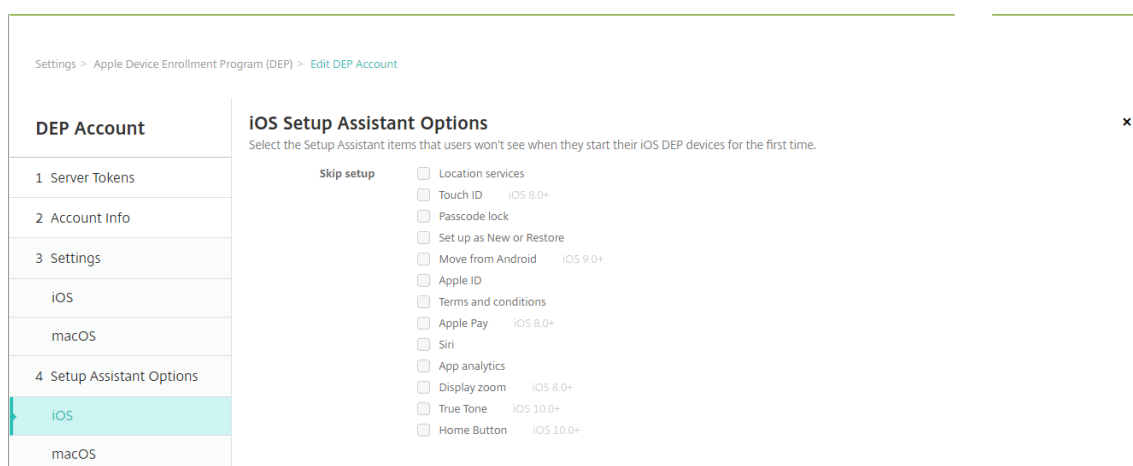 Settings > Apple Device Enrollment Program (DEP) > Edit DEP Account
DEP Account
1 Server Tokens
2 Account Info
3 Settings
iOS
macOS
4 Setup Assistant Options
iOS
macOS
iOS Setup Assistant Options
×
Select the Setup Assistant items that users won't see when they start their iOS DEP devices for the first time.
Skip setup
Location services
Touch ID iOS 8.0+
Passcode lock
Set up as New or Restore
Move from Android iOS 9.0+
Apple ID
Terms and conditions
Apple Pay iOS 8.0+
Siri
App analytics
Display zoom iOS 8.0+
True Tone iOS 10.0+
Home Button iOS 10.0+